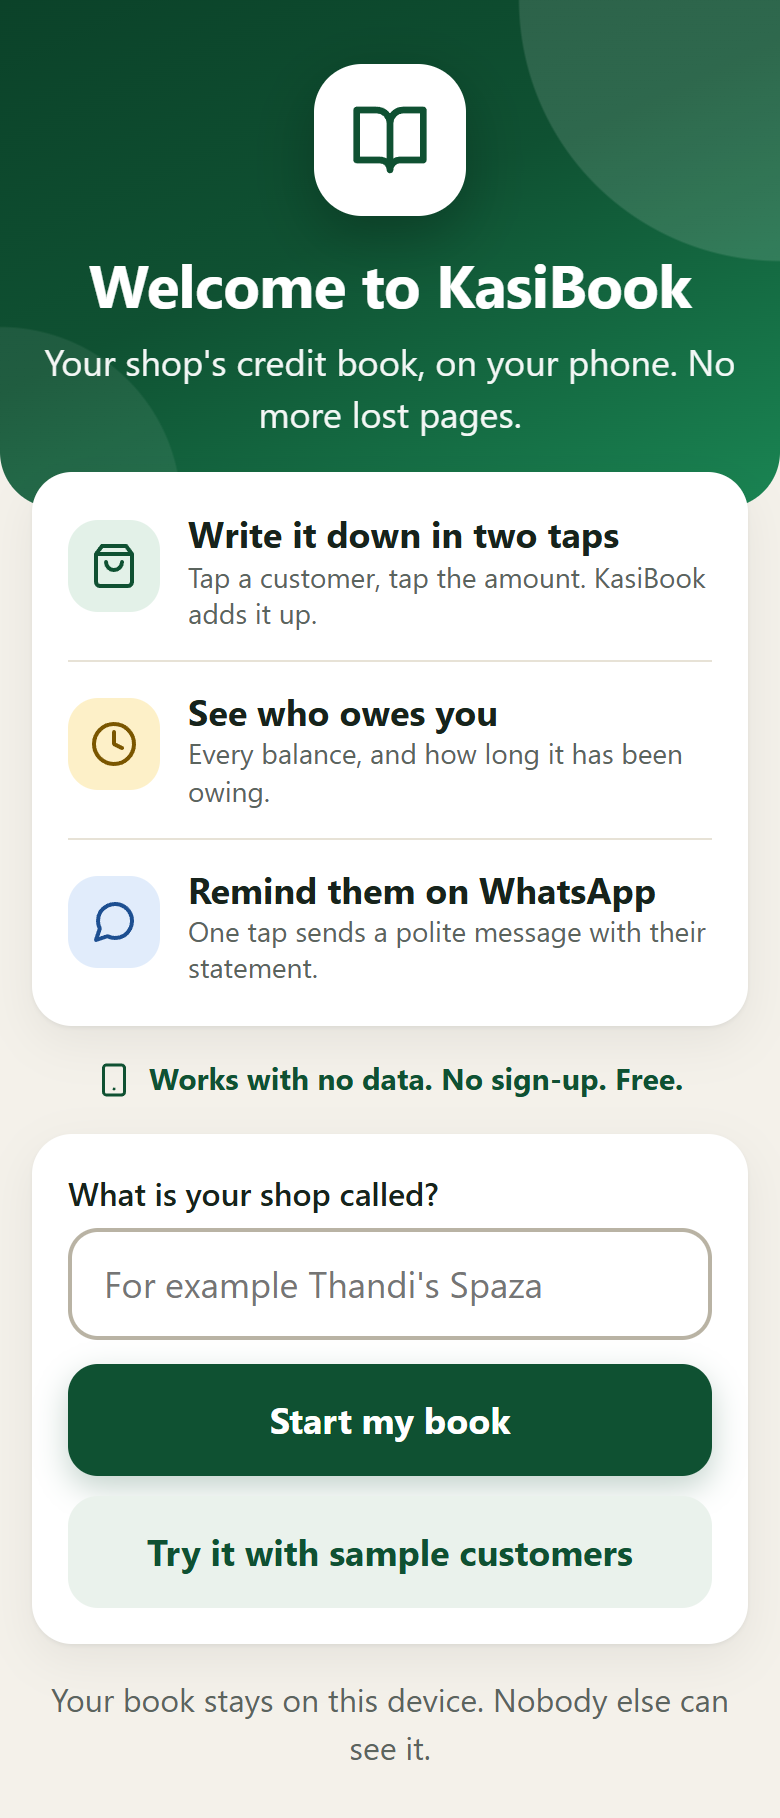 Welcome to KasiBook
Your shop's credit book, on your phone. No
more lost pages.
Write it down in two taps
Tap a customer, tap the amount. KasiBook
adds it up.
See who owes you
Every balance, and how long it has been
owing.
Remind them on WhatsApp
One tap sends a polite message with their
statement.
Works with no data. No sign-up. Free.
What is your shop called?
For example Thandi's Spaza
Start my book
Try it with sample customers
Your book stays on this device. Nobody else can
see it.